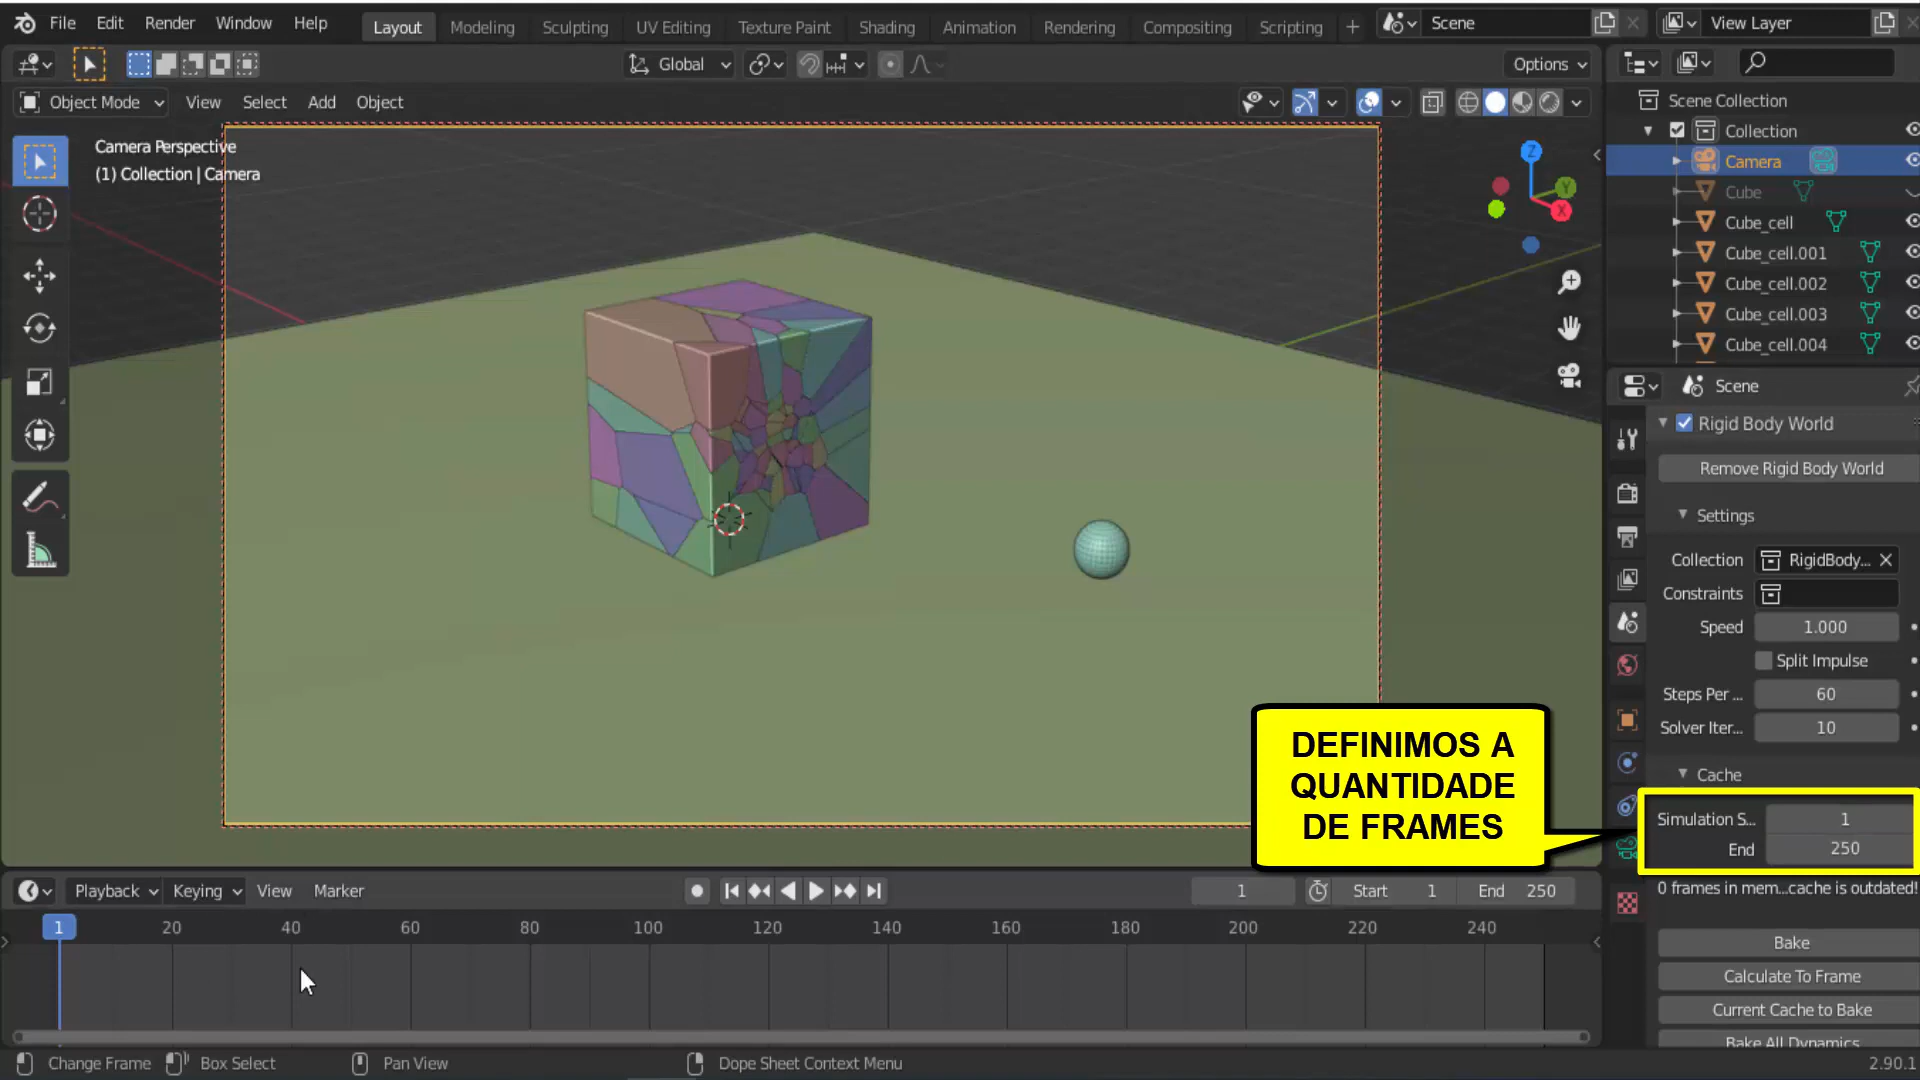 File Edit Render Window Help Layout Modeling Sculpting UV Editing Texture Paint Shading Animation Rendering Compositing Scripting + Scene View Layer
Global Options
Object Mode View Select Add Object
Scene Collection
Collection
Camera
Cube
Cube_cell
Cube_cell.001
Cube_cell.002
Cube_cell.003
Cube_cell.004
Camera Perspective
(1) Collection | Camera
Z
Y
X
Scene
Rigid Body World
Remove Rigid Body World
Settings
Collection RigidBody...
Constraints
Speed 1.000
Split Impulse
Steps Per ... 60
Solver Iter... 10
Cache
Simulation S... 1
End 250
0 frames in mem...cache is outdated!
Bake
Calculate To Frame
Current Cache to Bake
Bake All Dynamics
DEFINIMOS A
QUANTIDADE
DE FRAMES
Playback Keying View Marker 1 Start 1 End 250
1 20 40 60 80 100 120 140 160 180 200 220 240
Change Frame Box Select Pan View Dope Sheet Context Menu 2.90.1